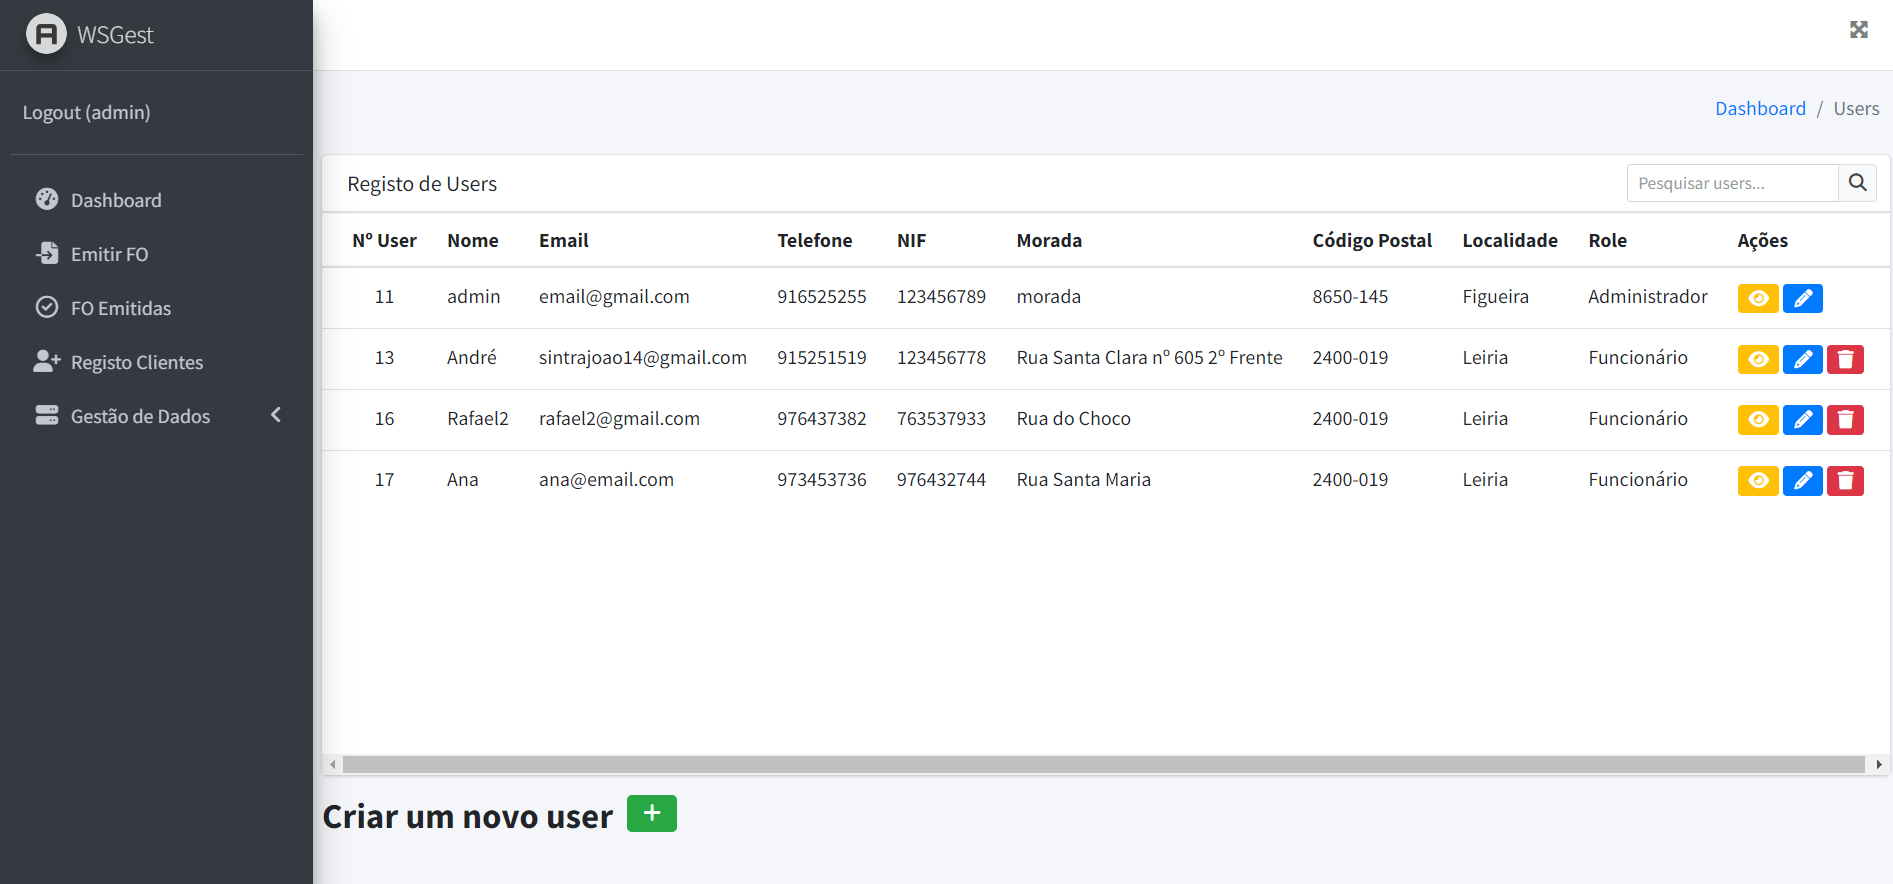 WSGest
Logout (admin)
Dashboard
Emitir FO
FO Emitidas
Registo Clientes
Gestão de Dados
Dashboard / Users
Registo de Users
Pesquisar users...
Nº User Nome Email Telefone NIF Morada Código Postal Localidade Role Ações
11 admin email@gmail.com 916525255 123456789 morada 8650-145 Figueira Administrador
13 André sintrajoao14@gmail.com 915251519 123456778 Rua Santa Clara nº 605 2º Frente 2400-019 Leiria Funcionário
16 Rafael2 rafael2@gmail.com 976437382 763537933 Rua do Choco 2400-019 Leiria Funcionário
17 Ana ana@email.com 973453736 976432744 Rua Santa Maria 2400-019 Leiria Funcionário
Criar um novo user